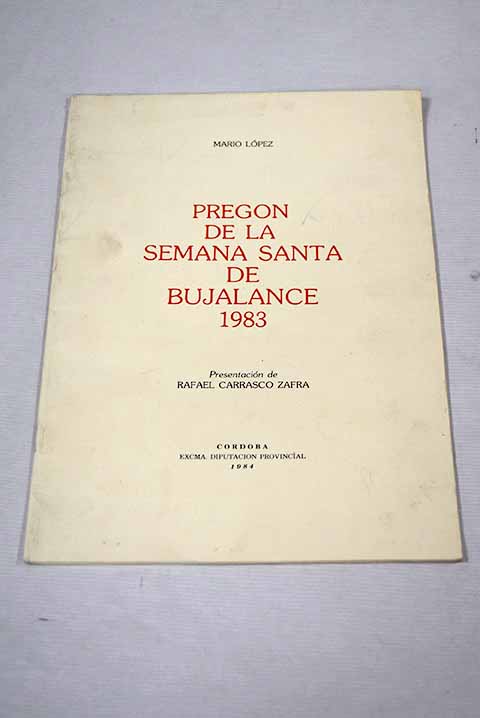 MARIO LÓPEZ
PREGON
DE LA
SEMANA SANTA
DE
BUJALANCE
1983
Presentación de
RAFAEL CARRASCO ZAFRA
CORDOBA
EXCMA. DIPUTACION PROVINCIAL
1984